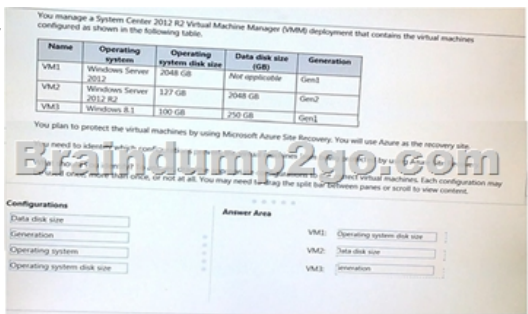 You manage a System Center 2012 R2 Virtual Machine Manager (VMM) deployment that contains the virtual machines
configured as shown in the following table.
Name Operating system Operating system disk size Data disk size (GB) Generation
VM1 Windows Server 2012 2048 GB Not applicable Gen1
VM2 Windows Server 2012 R2 127 GB 2048 GB Gen2
VM3 Windows 8.1 100 GB 250 GB Gen1
You plan to protect the virtual machines by using Microsoft Azure Site Recovery. You will use Azure as the recovery site.
You need to identify which
Braindump2go.com
virtual machines. Each configuration may
be used once, more than once, or not at all. You may need to drag the split bar between panes or scroll to view content.
Configurations
Data disk size
Generation
Operating system
Operating system disk size
Answer Area
VM1: Operating system disk size
VM2: Data disk size
VM3: Generation